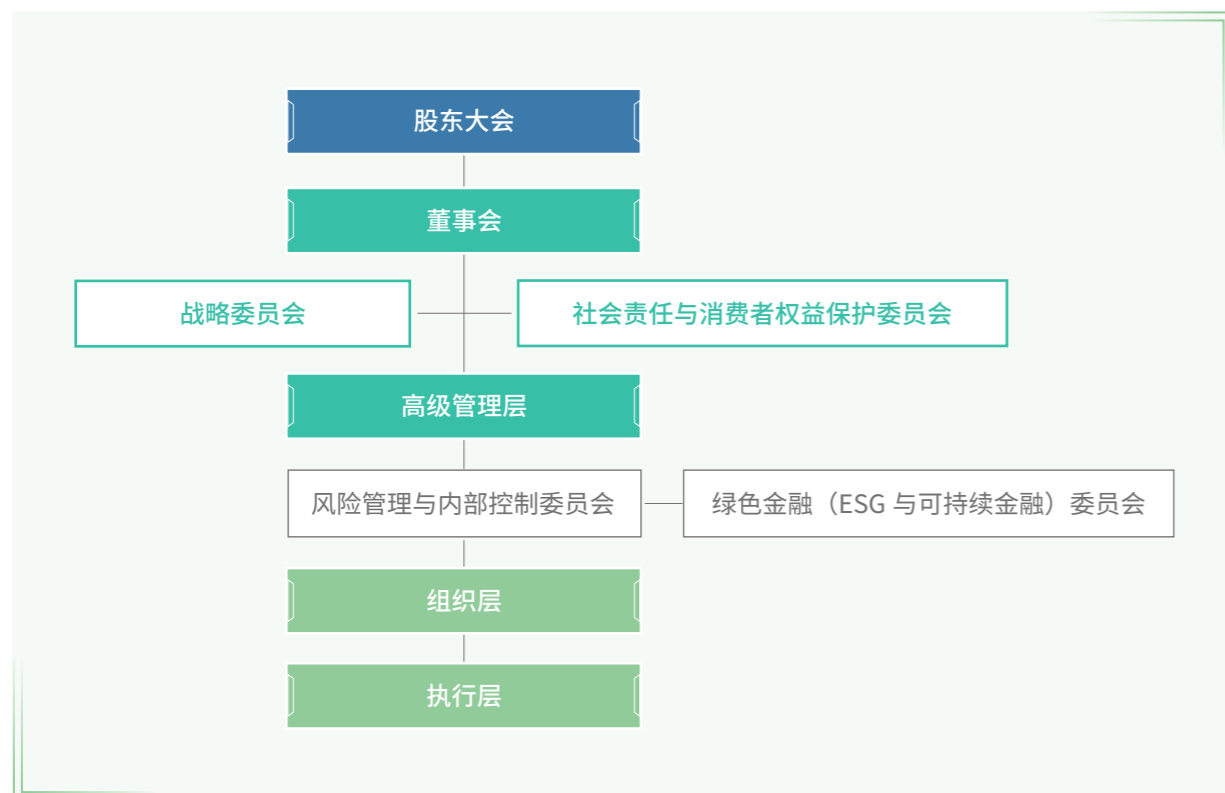 股东大会
董事会
战略委员会
社会责任与消费者权益保护委员会
高级管理层
风险管理与内部控制委员会
绿色金融（ESG 与可持续金融）委员会
组织层
执行层